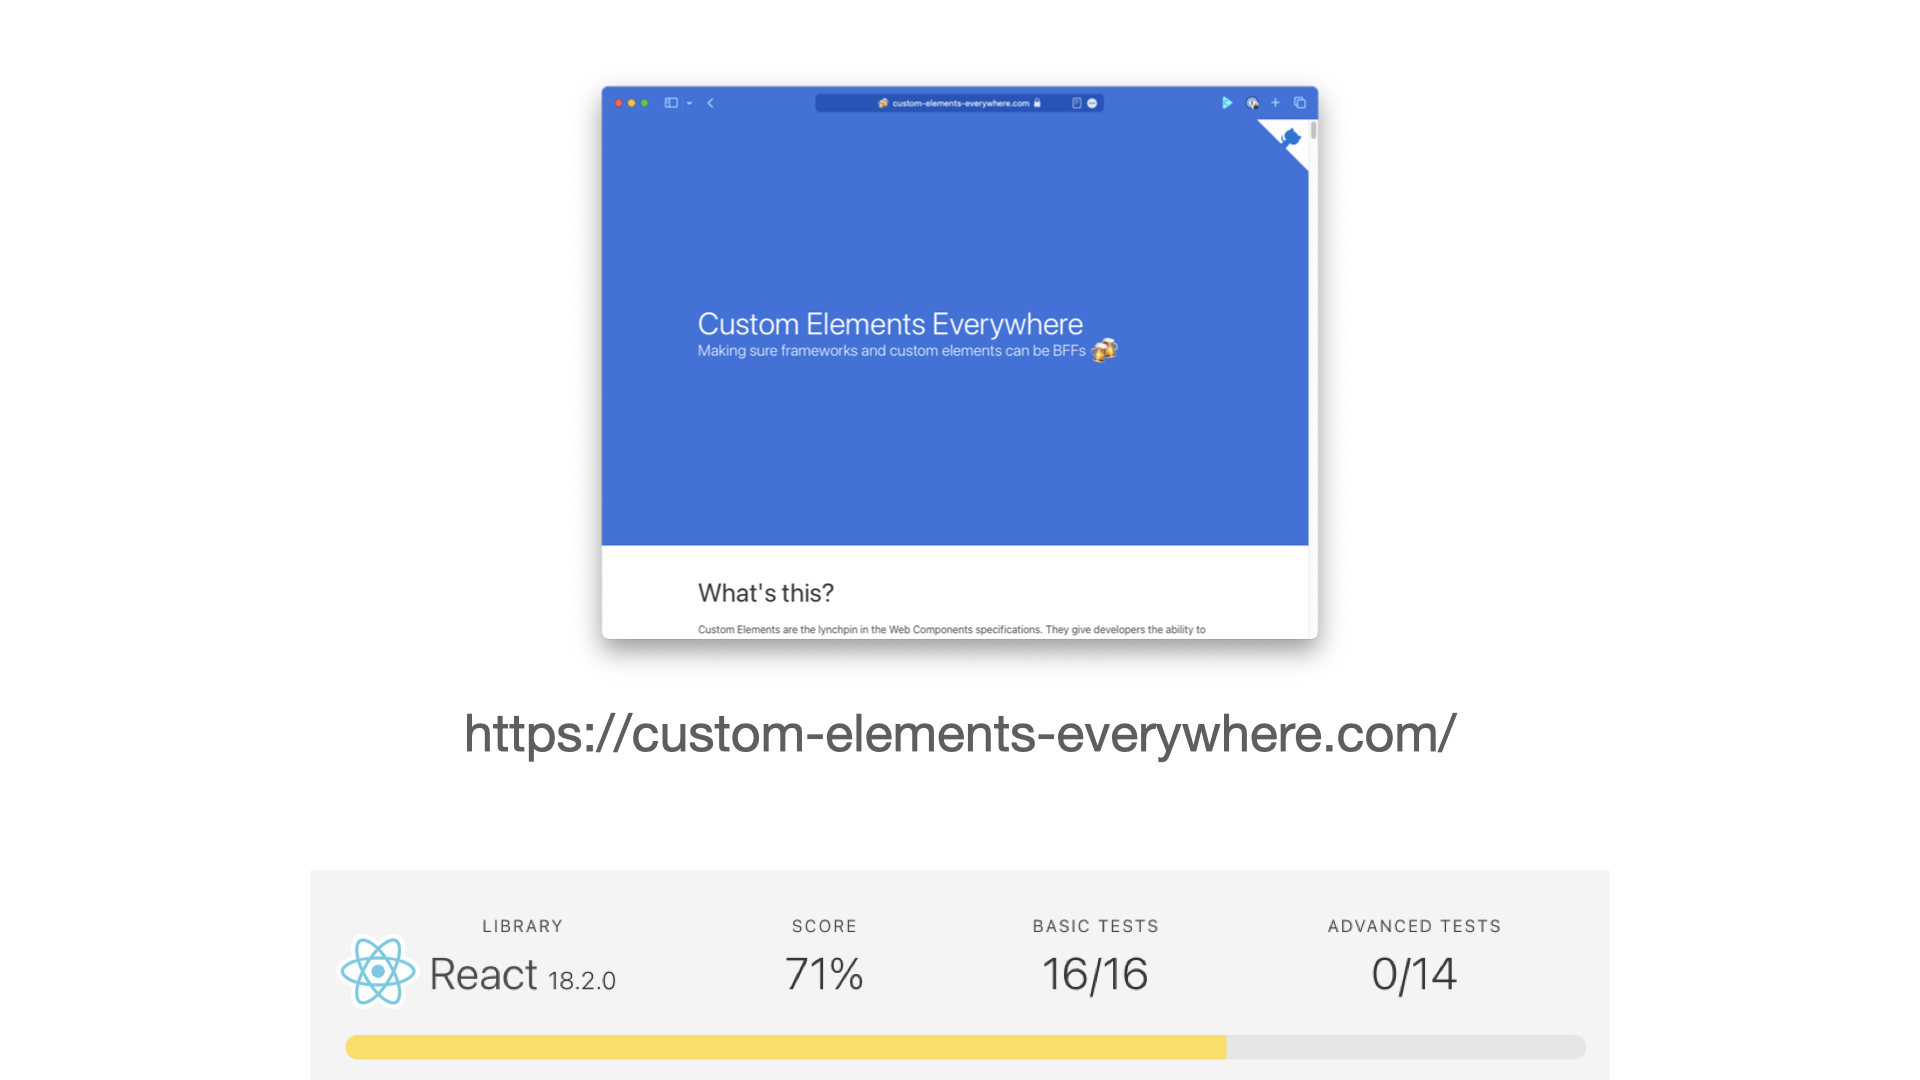 custom-elements-everywhere.com
Custom Elements Everywhere
Making sure frameworks and custom elements can be BFFs 🍻
What's this?
Custom Elements are the lynchpin in the Web Components specifications. They give developers the ability to
https://custom-elements-everywhere.com/
LIBRARY SCORE BASIC TESTS ADVANCED TESTS
React 18.2.0 71% 16/16 0/14